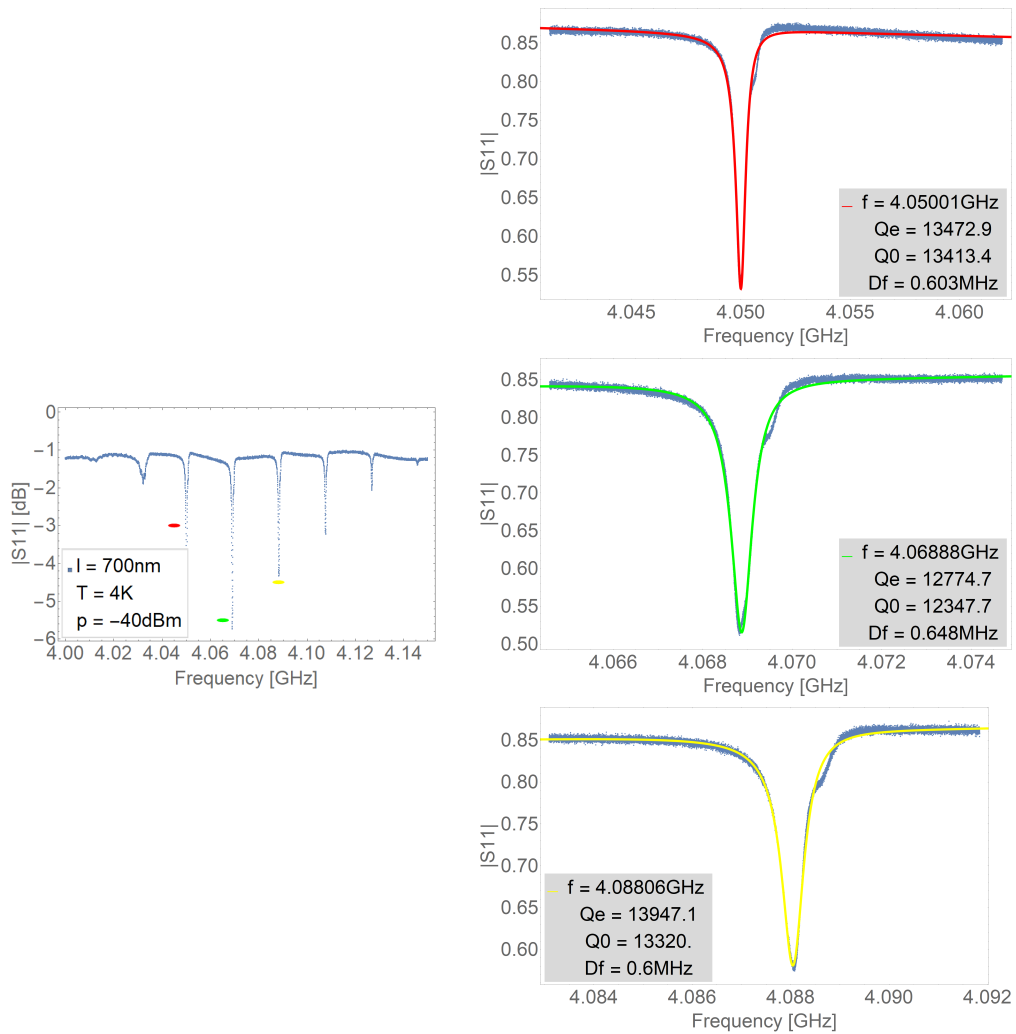 0.85
0.80
0.75
0.70
0.65
0.60
0.55
|S11|
f = 4.05001GHz
Qe = 13472.9
Q0 = 13413.4
Df = 0.603MHz
4.045 4.050 4.055 4.060
Frequency [GHz]
0
−1
−2
−3
−4
−5
−6
|S11| [dB]
l = 700nm
T = 4K
p = −40dBm
4.00 4.02 4.04 4.06 4.08 4.10 4.12 4.14
Frequency [GHz]
0.85
0.80
0.75
0.70
0.65
0.60
0.55
0.50
|S11|
f = 4.06888GHz
Qe = 12774.7
Q0 = 12347.7
Df = 0.648MHz
4.066 4.068 4.070 4.072 4.074
Frequency [GHz]
0.85
0.80
0.75
0.70
0.65
0.60
|S11|
f = 4.08806GHz
Qe = 13947.1
Q0 = 13320.
Df = 0.6MHz
4.084 4.086 4.088 4.090 4.092
Frequency [GHz]